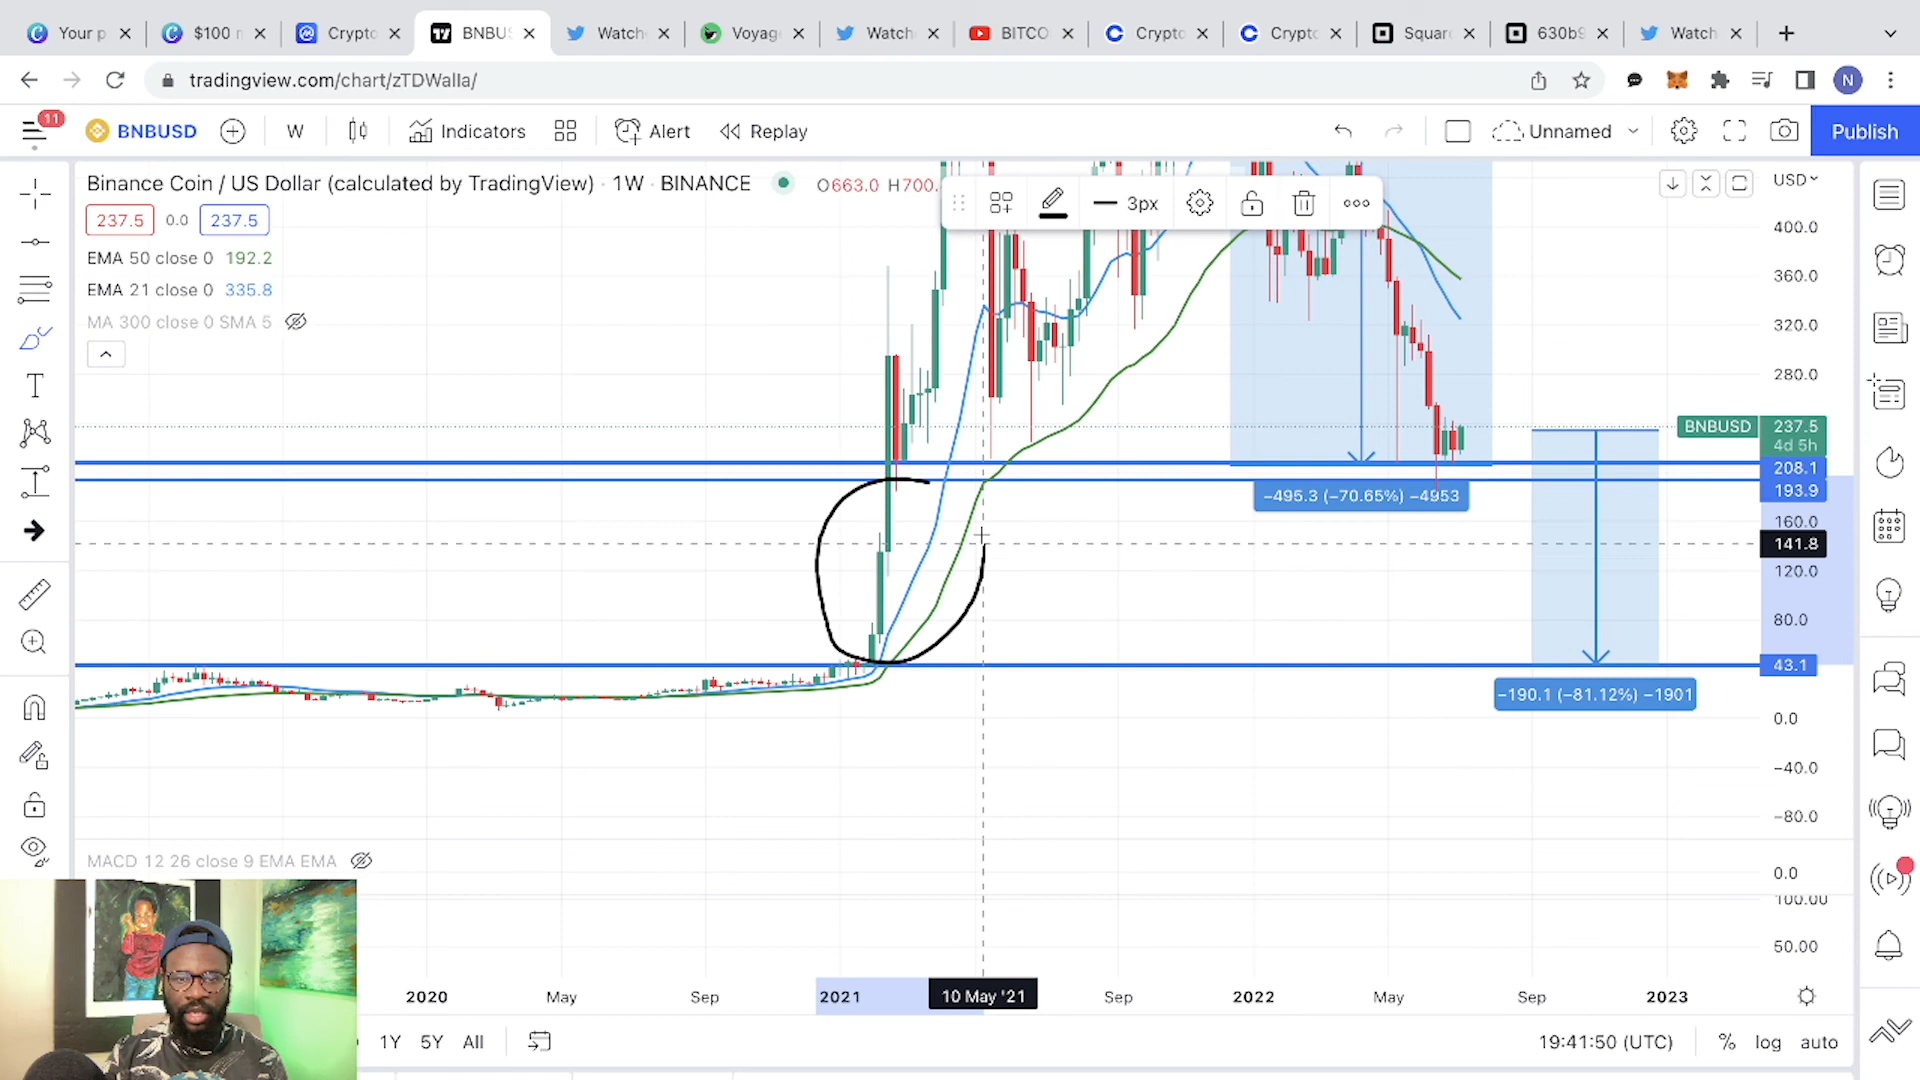 Your p
$100 r
Crypto
BNBUS
Watch
Voyag
Watch
BITCO
Crypto
Crypto
Squar
630b9
Watch
tradingview.com/chart/zTDWalla/
N
11
BNBUSD
W
Indicators
Alert
Replay
Unnamed
Publish
Binance Coin / US Dollar (calculated by TradingView) · 1W · BINANCE
O663.0 H700.
3px
USD
237.5 0.0 237.5
EMA 50 close 0 192.2
EMA 21 close 0 335.8
MA 300 close 0 SMA 5
400.0
360.0
320.0
280.0
BNBUSD 237.5
4d 5h
208.1
193.9
160.0
141.8
120.0
80.0
43.1
0.0
−40.0
−80.0
−495.3 (−70.65%) −4953
−190.1 (−81.12%) −1901
MACD 12 26 close 9 EMA EMA
0.0
100.00
50.00
2020 May Sep 2021 10 May '21 Sep 2022 May Sep 2023
1Y 5Y All
19:41:50 (UTC) % log auto